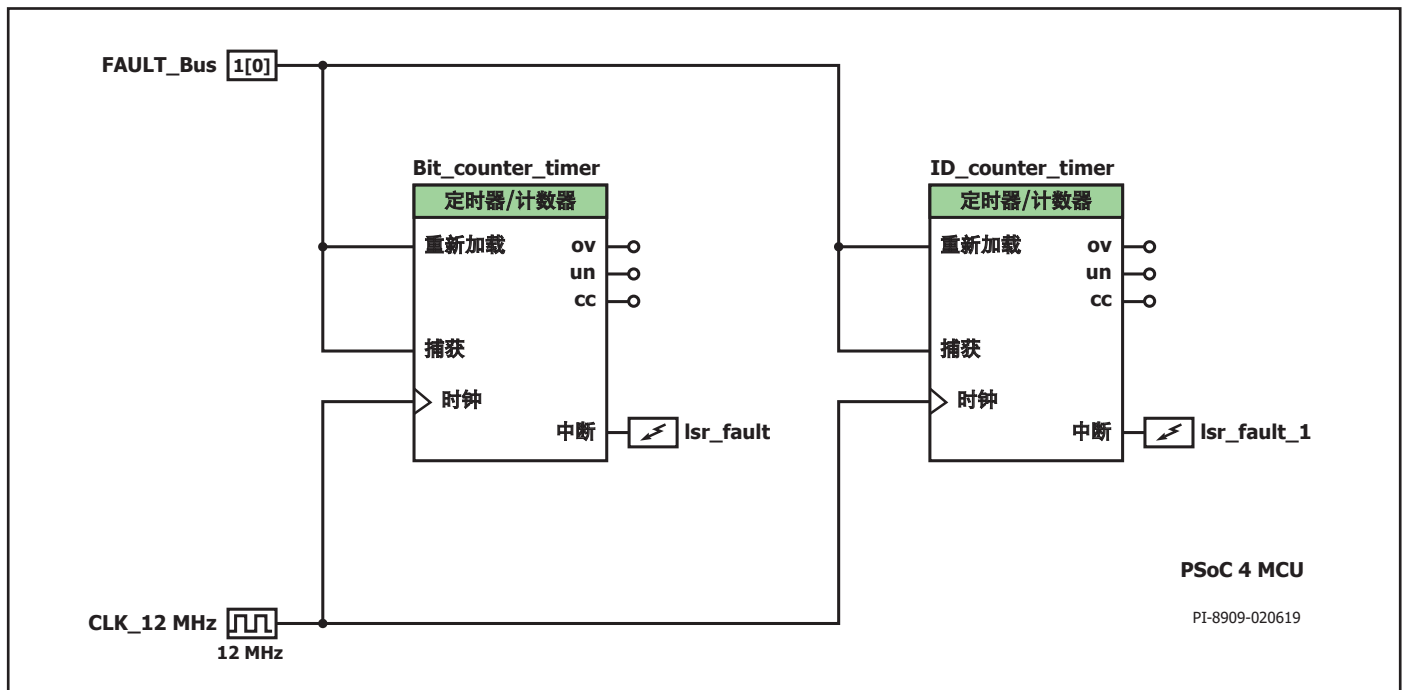 FAULT_Bus 1[0]
Bit_counter_timer
定时器/计数器
重新加载 ov
un
cc
捕获
时钟
中断 Isr_fault
ID_counter_timer
定时器/计数器
重新加载 ov
un
cc
捕获
时钟
中断 Isr_fault_1
PSoC 4 MCU
PI-8909-020619
CLK_12 MHz
12 MHz